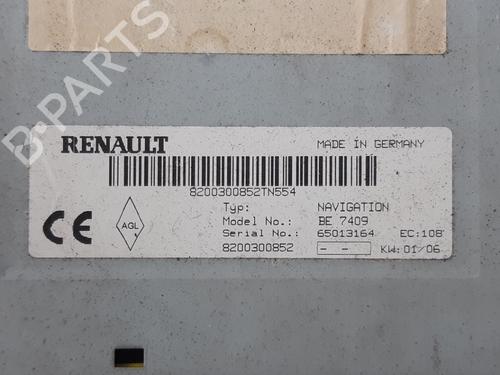 B-PARTS
RENAULT MADE IN GERMANY
8200300852TN554
CE AGL
Typ: NAVIGATION
Model No.: BE 7409
Serial No.: 65013164 EC:108
8200300852 - - KW:01/06